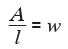 A/l = w